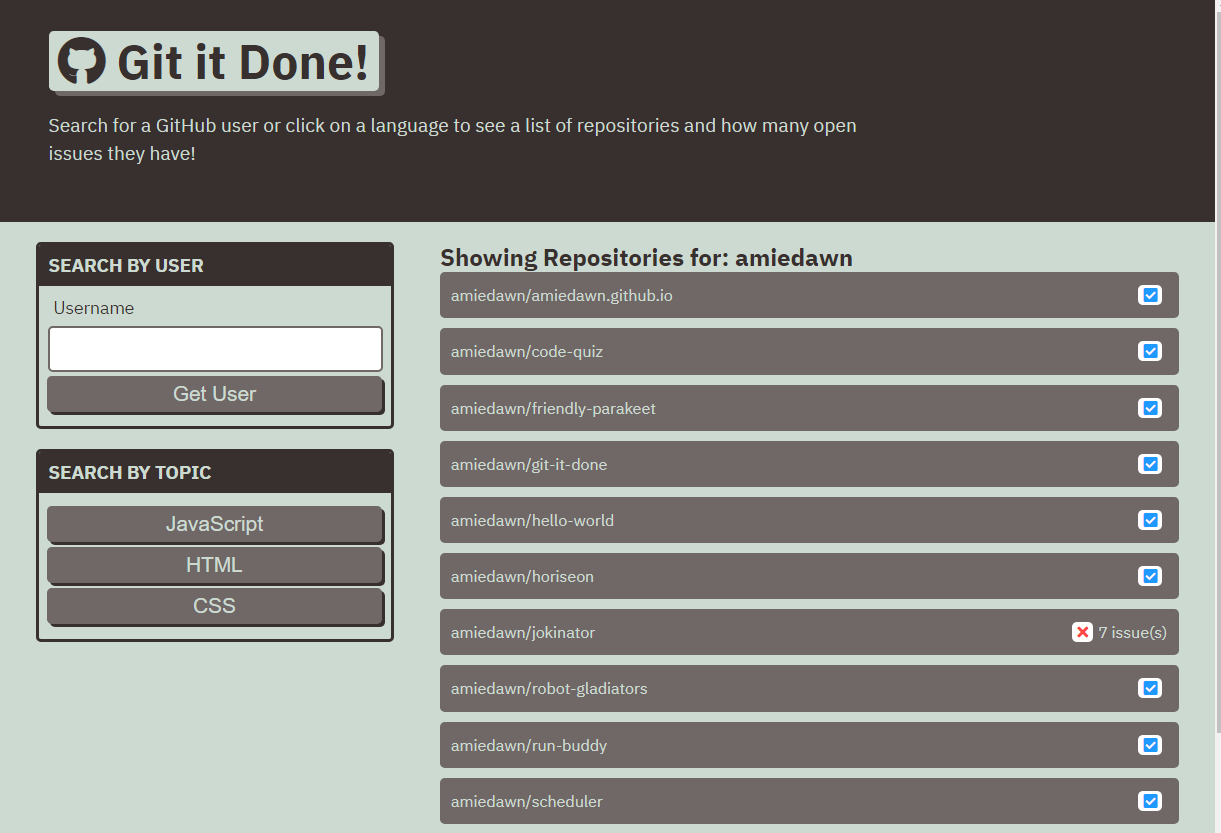 Git it Done!
Search for a GitHub user or click on a language to see a list of repositories and how many open
issues they have!
SEARCH BY USER
Username
Get User
SEARCH BY TOPIC
JavaScript
HTML
CSS
Showing Repositories for: amiedawn
amiedawn/amiedawn.github.io
amiedawn/code-quiz
amiedawn/friendly-parakeet
amiedawn/git-it-done
amiedawn/hello-world
amiedawn/horiseon
amiedawn/jokinator 7 issue(s)
amiedawn/robot-gladiators
amiedawn/run-buddy
amiedawn/scheduler